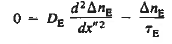 0 = D_E d²Δn_E / dx"² − Δn_E / τ_E